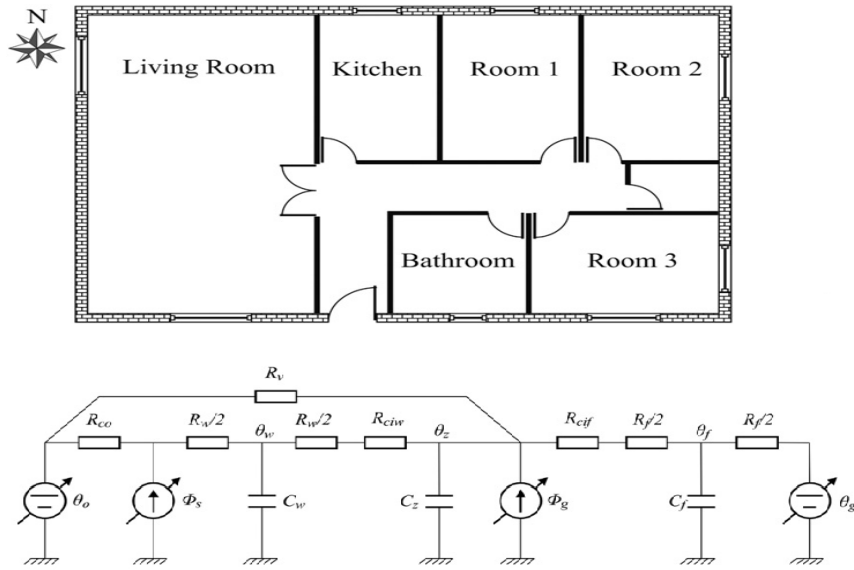 N
Living Room
Kitchen
Room 1
Room 2
Bathroom
Room 3
Rv
Rco
Rw/2
θw
Rw/2
Rciw
θz
Rcif
Rf/2
θf
Rf/2
θo
Φs
Cw
Cz
Φg
Cf
θg